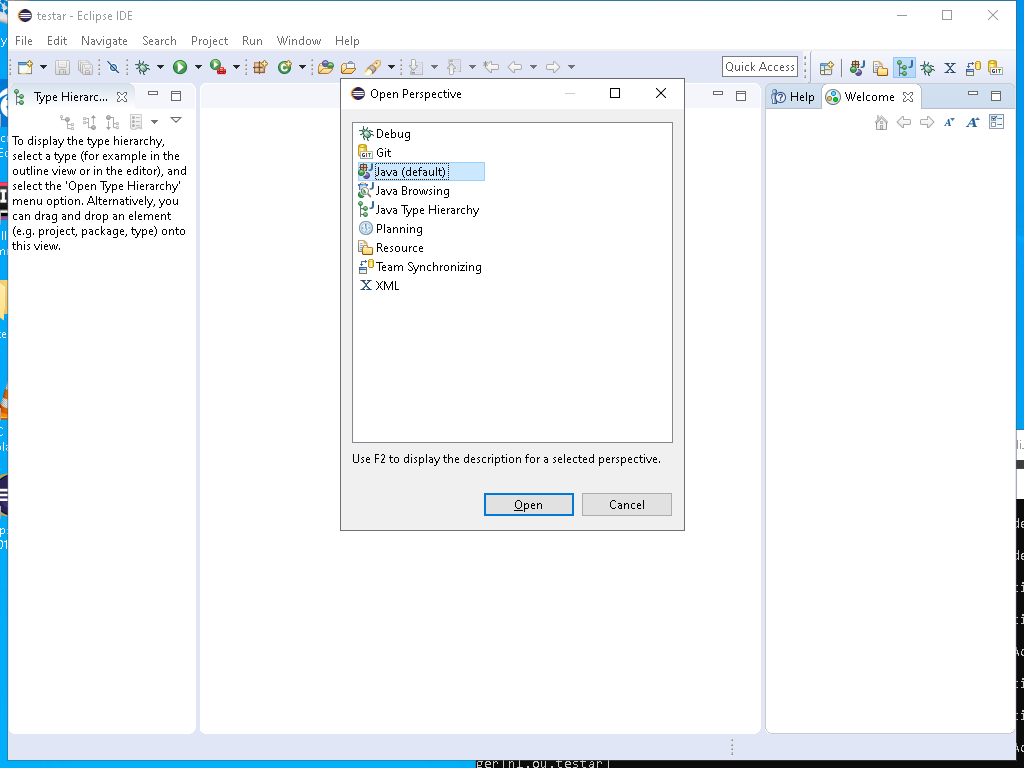 testar - Eclipse IDE
File Edit Navigate Search Project Run Window Help
Quick Access
Type Hierarc...
Help Welcome
To display the type hierarchy,
select a type (for example in the
outline view or in the editor), and
select the 'Open Type Hierarchy'
menu option. Alternatively, you
can drag and drop an element
(e.g. project, package, type) onto
this view.
Open Perspective
Debug
Git
Java (default)
Java Browsing
Java Type Hierarchy
Planning
Resource
Team Synchronizing
XML
Use F2 to display the description for a selected perspective.
Open Cancel